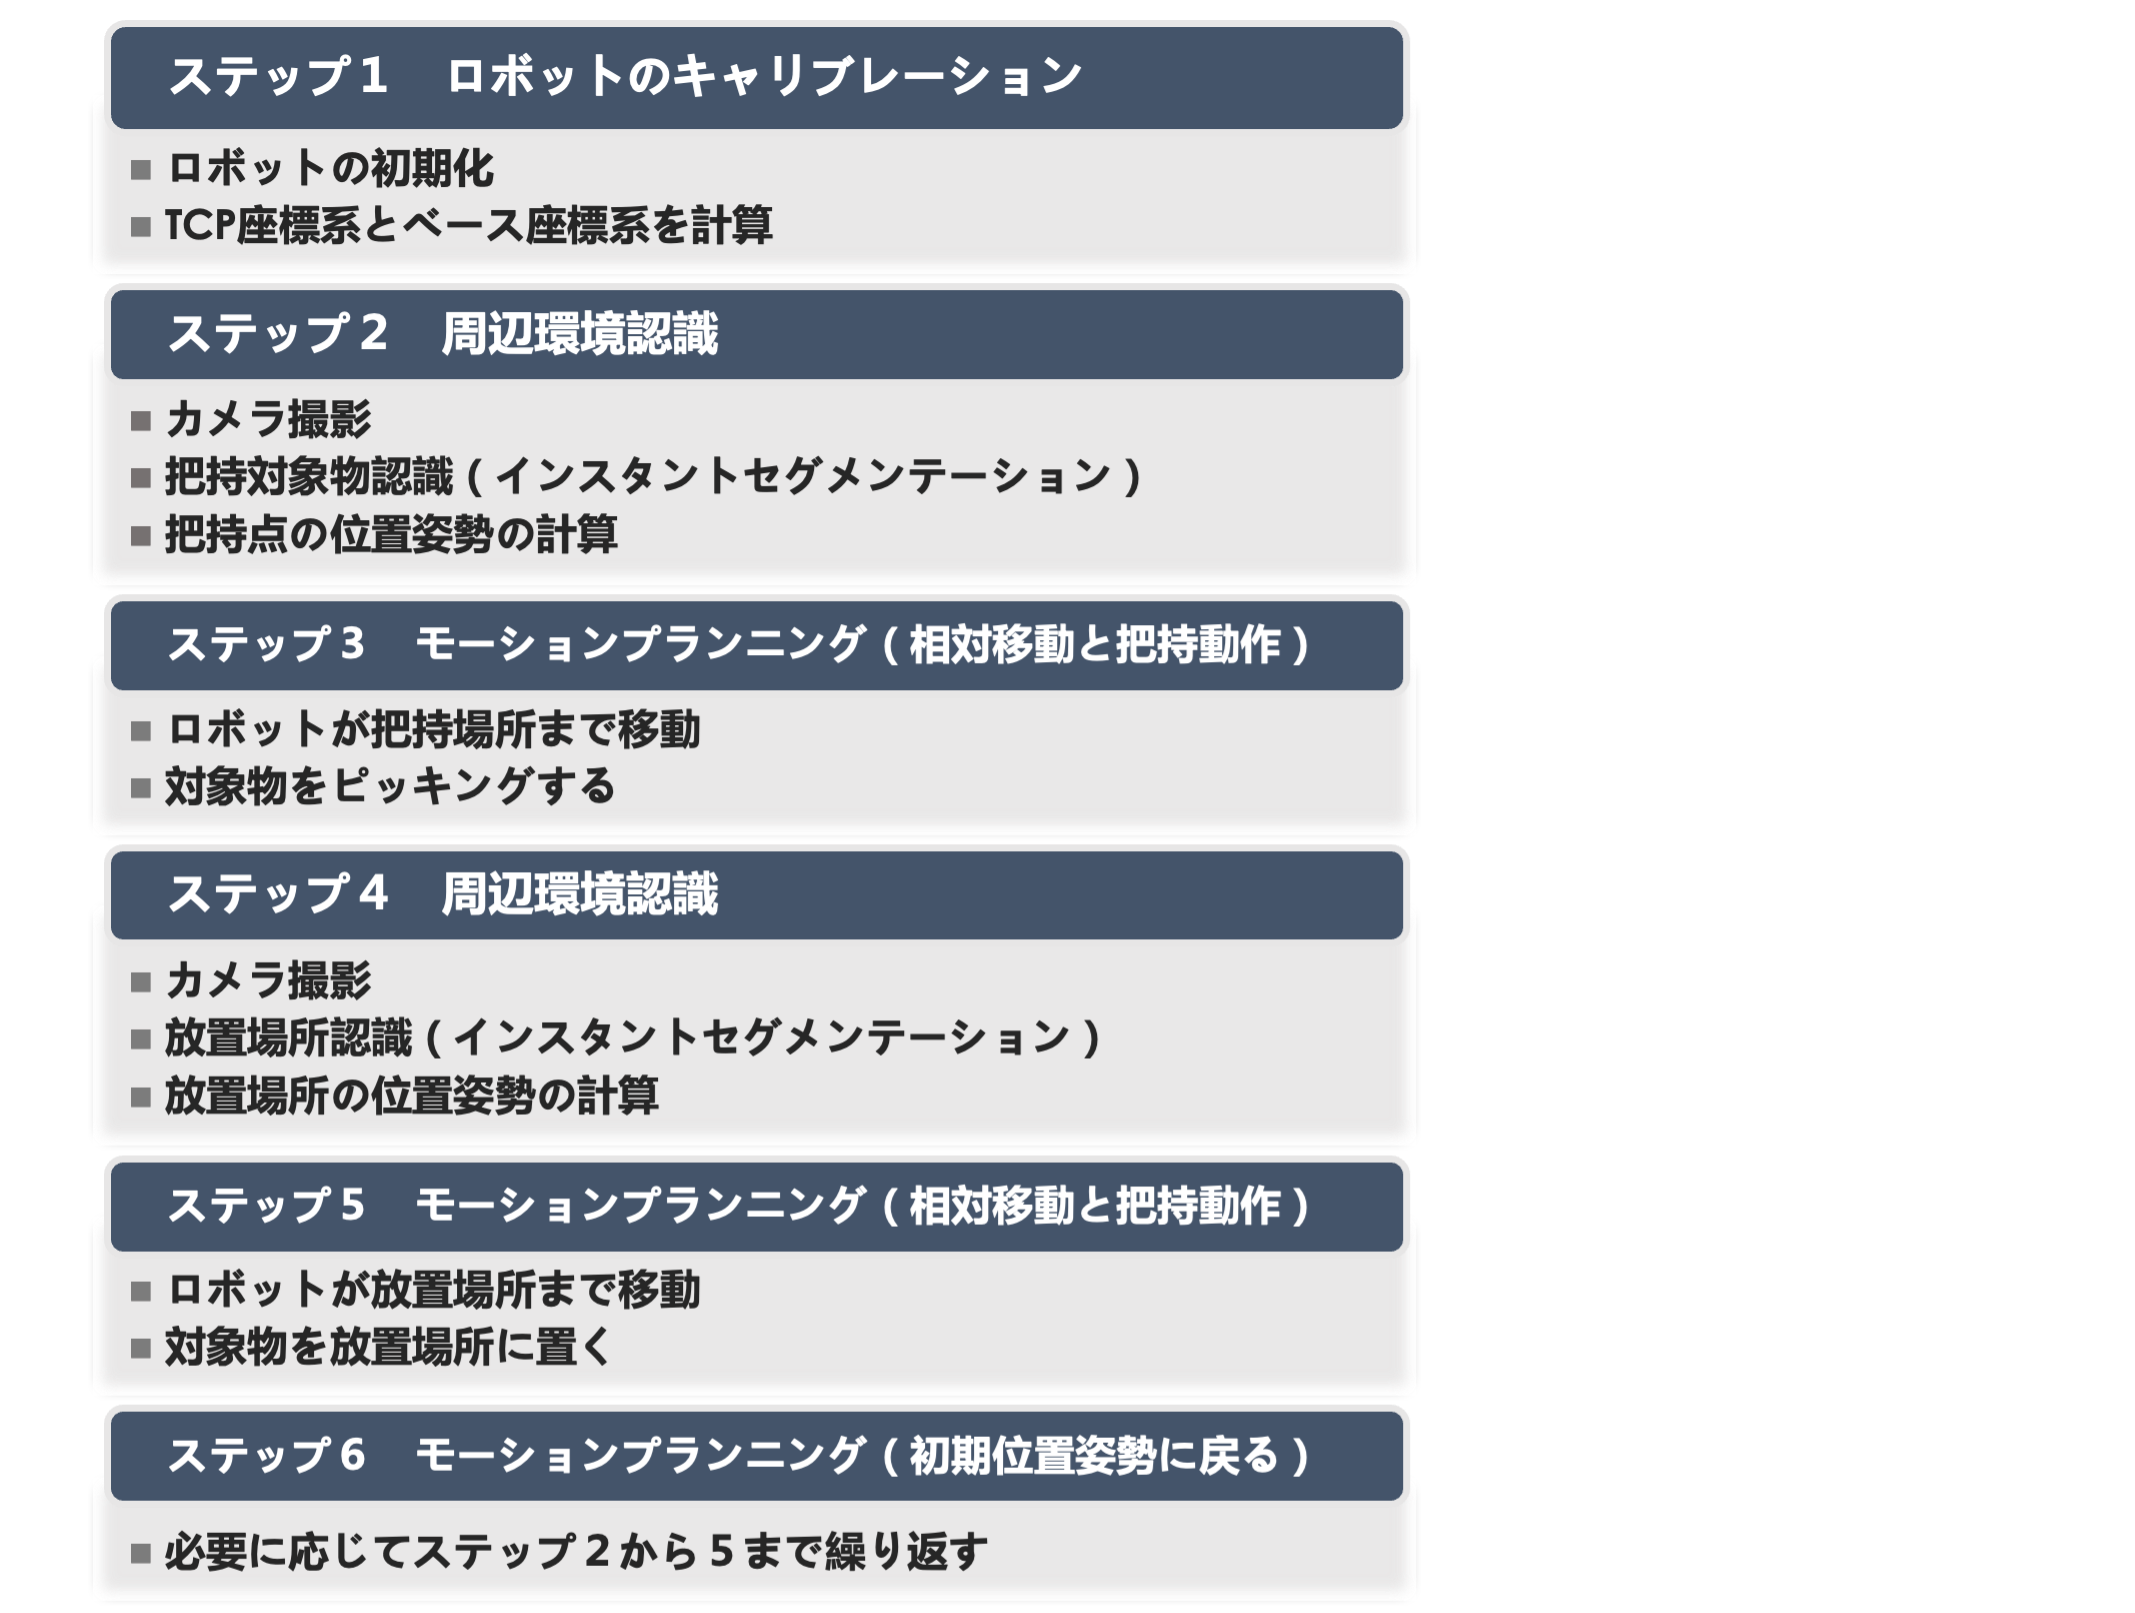 ステップ1　ロボットのキャリブレーション
ロボットの初期化
TCP座標系とベース座標系を計算
ステップ2　周辺環境認識
カメラ撮影
把持対象物認識(インスタントセグメンテーション)
把持点の位置姿勢の計算
ステップ3　モーションプランニング(相対移動と把持動作)
ロボットが把持場所まで移動
対象物をピッキングする
ステップ4　周辺環境認識
カメラ撮影
放置場所認識(インスタントセグメンテーション)
放置場所の位置姿勢の計算
ステップ5　モーションプランニング(相対移動と把持動作)
ロボットが放置場所まで移動
対象物を放置場所に置く
ステップ6　モーションプランニング(初期位置姿勢に戻る)
必要に応じてステップ2から5まで繰り返す